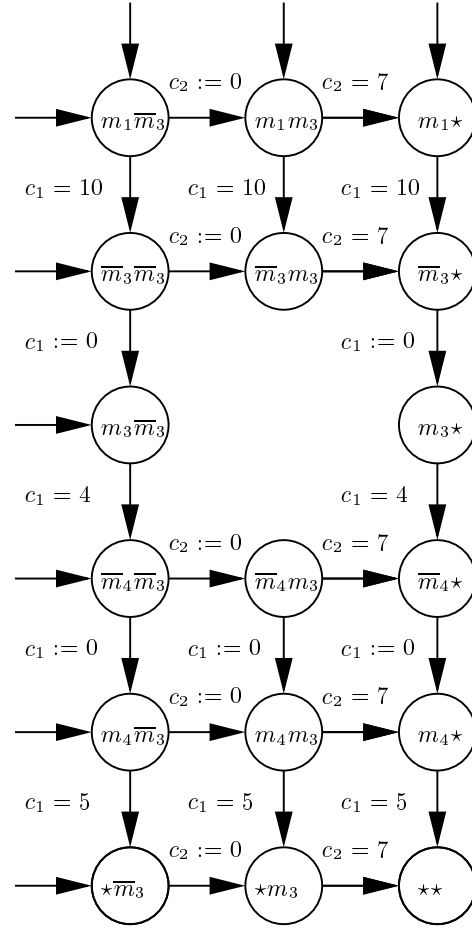 c₂ := 0 c₂ = 7
m₁m̅₃ m₁m₃ m₁⋆
c₁ = 10 c₁ = 10 c₁ = 10
c₂ := 0 c₂ = 7
m̅₃m̅₃ m̅₃m₃ m̅₃⋆
c₁ := 0 c₁ := 0
m₃m̅₃ m₃⋆
c₁ = 4 c₁ = 4
c₂ := 0 c₂ = 7
m̅₄m̅₃ m̅₄m₃ m̅₄⋆
c₁ := 0 c₁ := 0 c₁ := 0
c₂ := 0 c₂ = 7
m₄m̅₃ m₄m₃ m₄⋆
c₁ = 5 c₁ = 5 c₁ = 5
c₂ := 0 c₂ = 7
⋆m̅₃ ⋆m₃ ⋆⋆